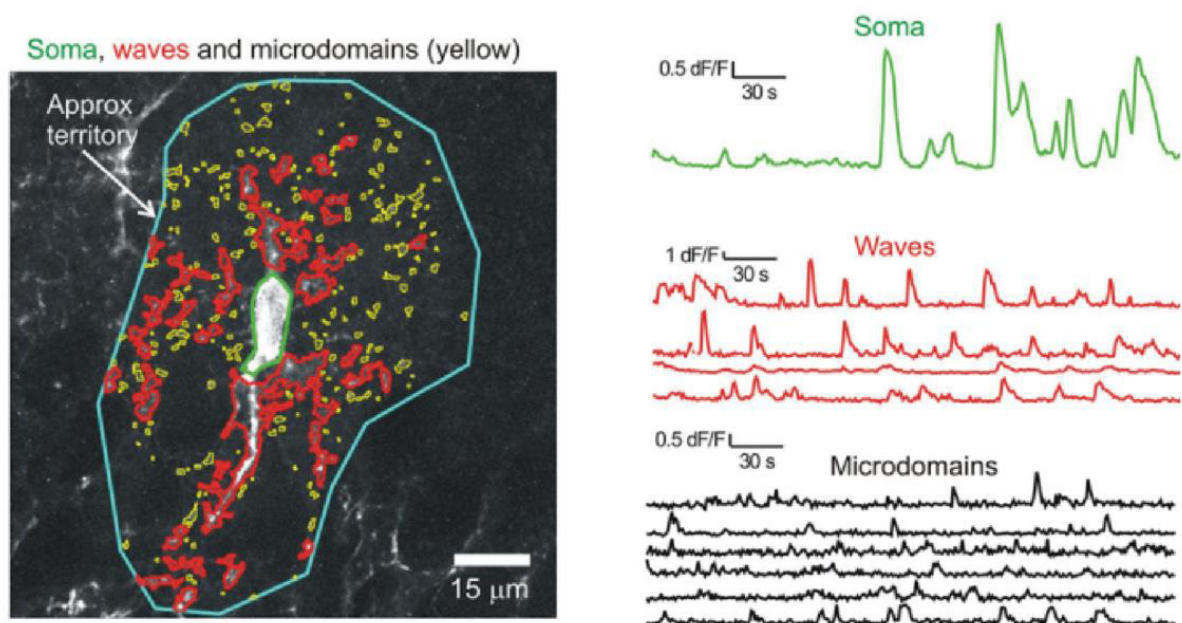 Soma, waves and microdomains (yellow)
Approx
territory
15 μm
Soma
0.5 dF/F
30 s
Waves
1 dF/F
30 s
0.5 dF/F
30 s
Microdomains